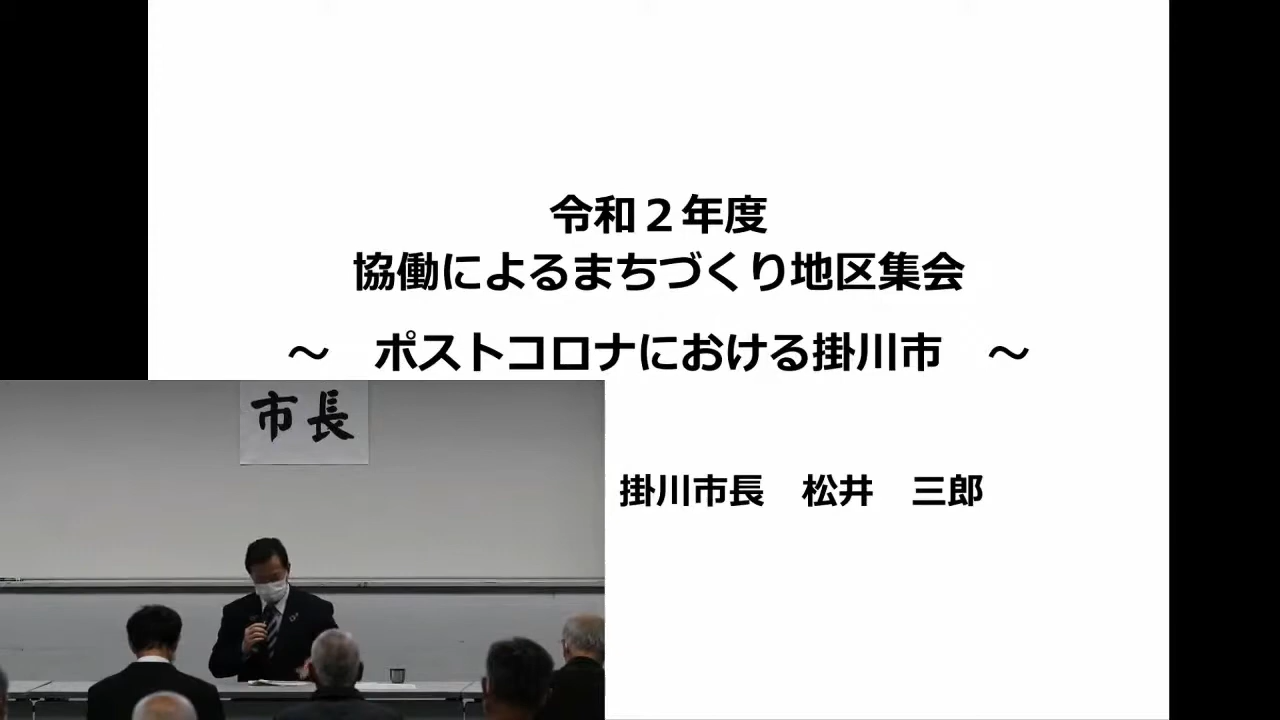 令和２年度
協働によるまちづくり地区集会
～　ポストコロナにおける掛川市　～
市長
掛川市長　松井　三郎